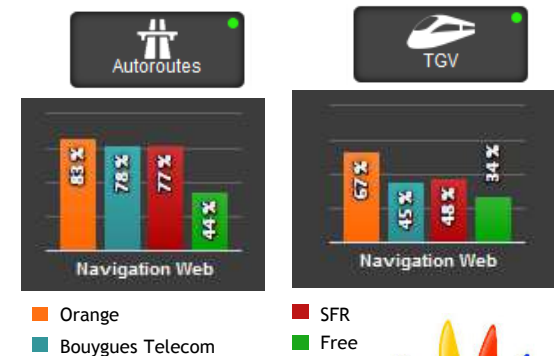 Autoroutes
TGV
83 %
78 %
77 %
44 %
Navigation Web
67 %
45 %
48 %
34 %
Navigation Web
Orange
Bouygues Telecom
SFR
Free